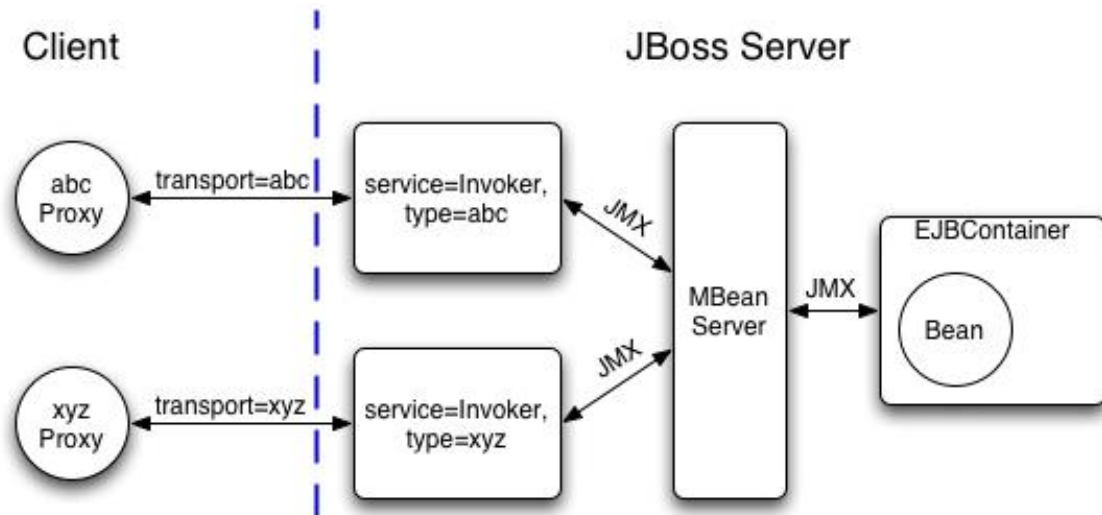 Client
JBoss Server
abc
Proxy
transport=abc
service=Invoker,
type=abc
JMX
EJBContainer
MBean
Server
JMX
Bean
JMX
xyz
Proxy
transport=xyz
service=Invoker,
type=xyz